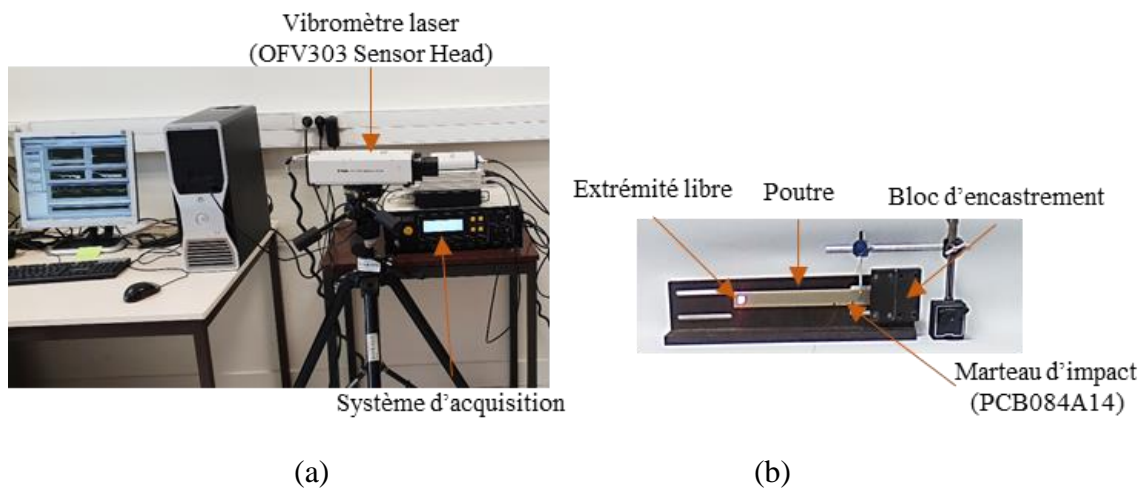 Vibromètre laser
(OFV303 Sensor Head)
Système d'acquisition
(a)
Extrémité libre
Poutre
Bloc d'encastrement
Marteau d'impact
(PCB084A14)
(b)